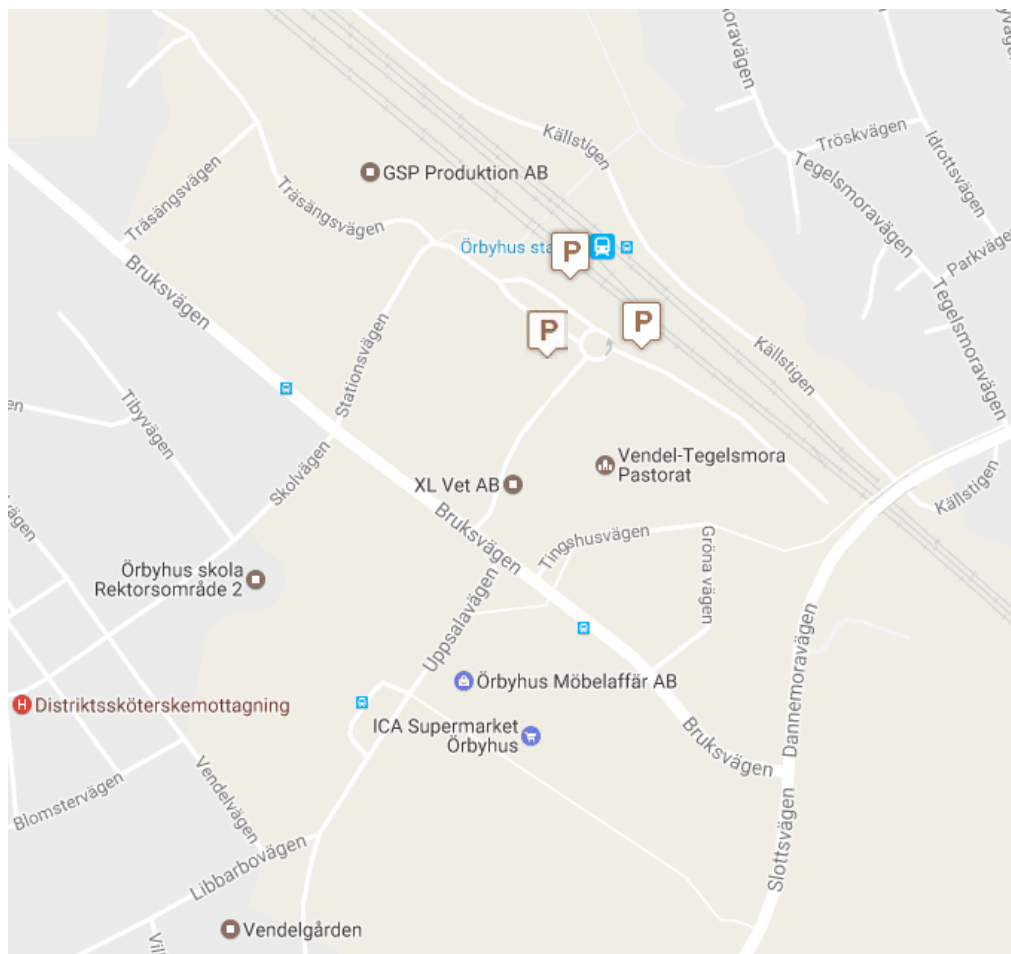 Källstigen
GSP Produktion AB
Träsängsvägen
Träsängsvägen
Tröskvägen
Idrottsvägen
Tegelsmoravägen
Parkvägen
Örbyhus sta
P
P
P
Bruksvägen
Tegelsmoravägen
Källstigen
Stationsvägen
Tibyvägen
Skolvägen
Vendel-Tegelsmora
Pastorat
XL Vet AB
Bruksvägen
Tingshusvägen
Gröna vägen
Källstigen
Örbyhus skola
Rektorsområde 2
Uppsalavägen
Dannemoravägen
Örbyhus Möbelaffär AB
H
Distriktssköterskemottagning
ICA Supermarket
Örbyhus
Bruksvägen
Vendelvägen
Blomstervägen
Libbarbovägen
Slottsvägen
Vendelgården